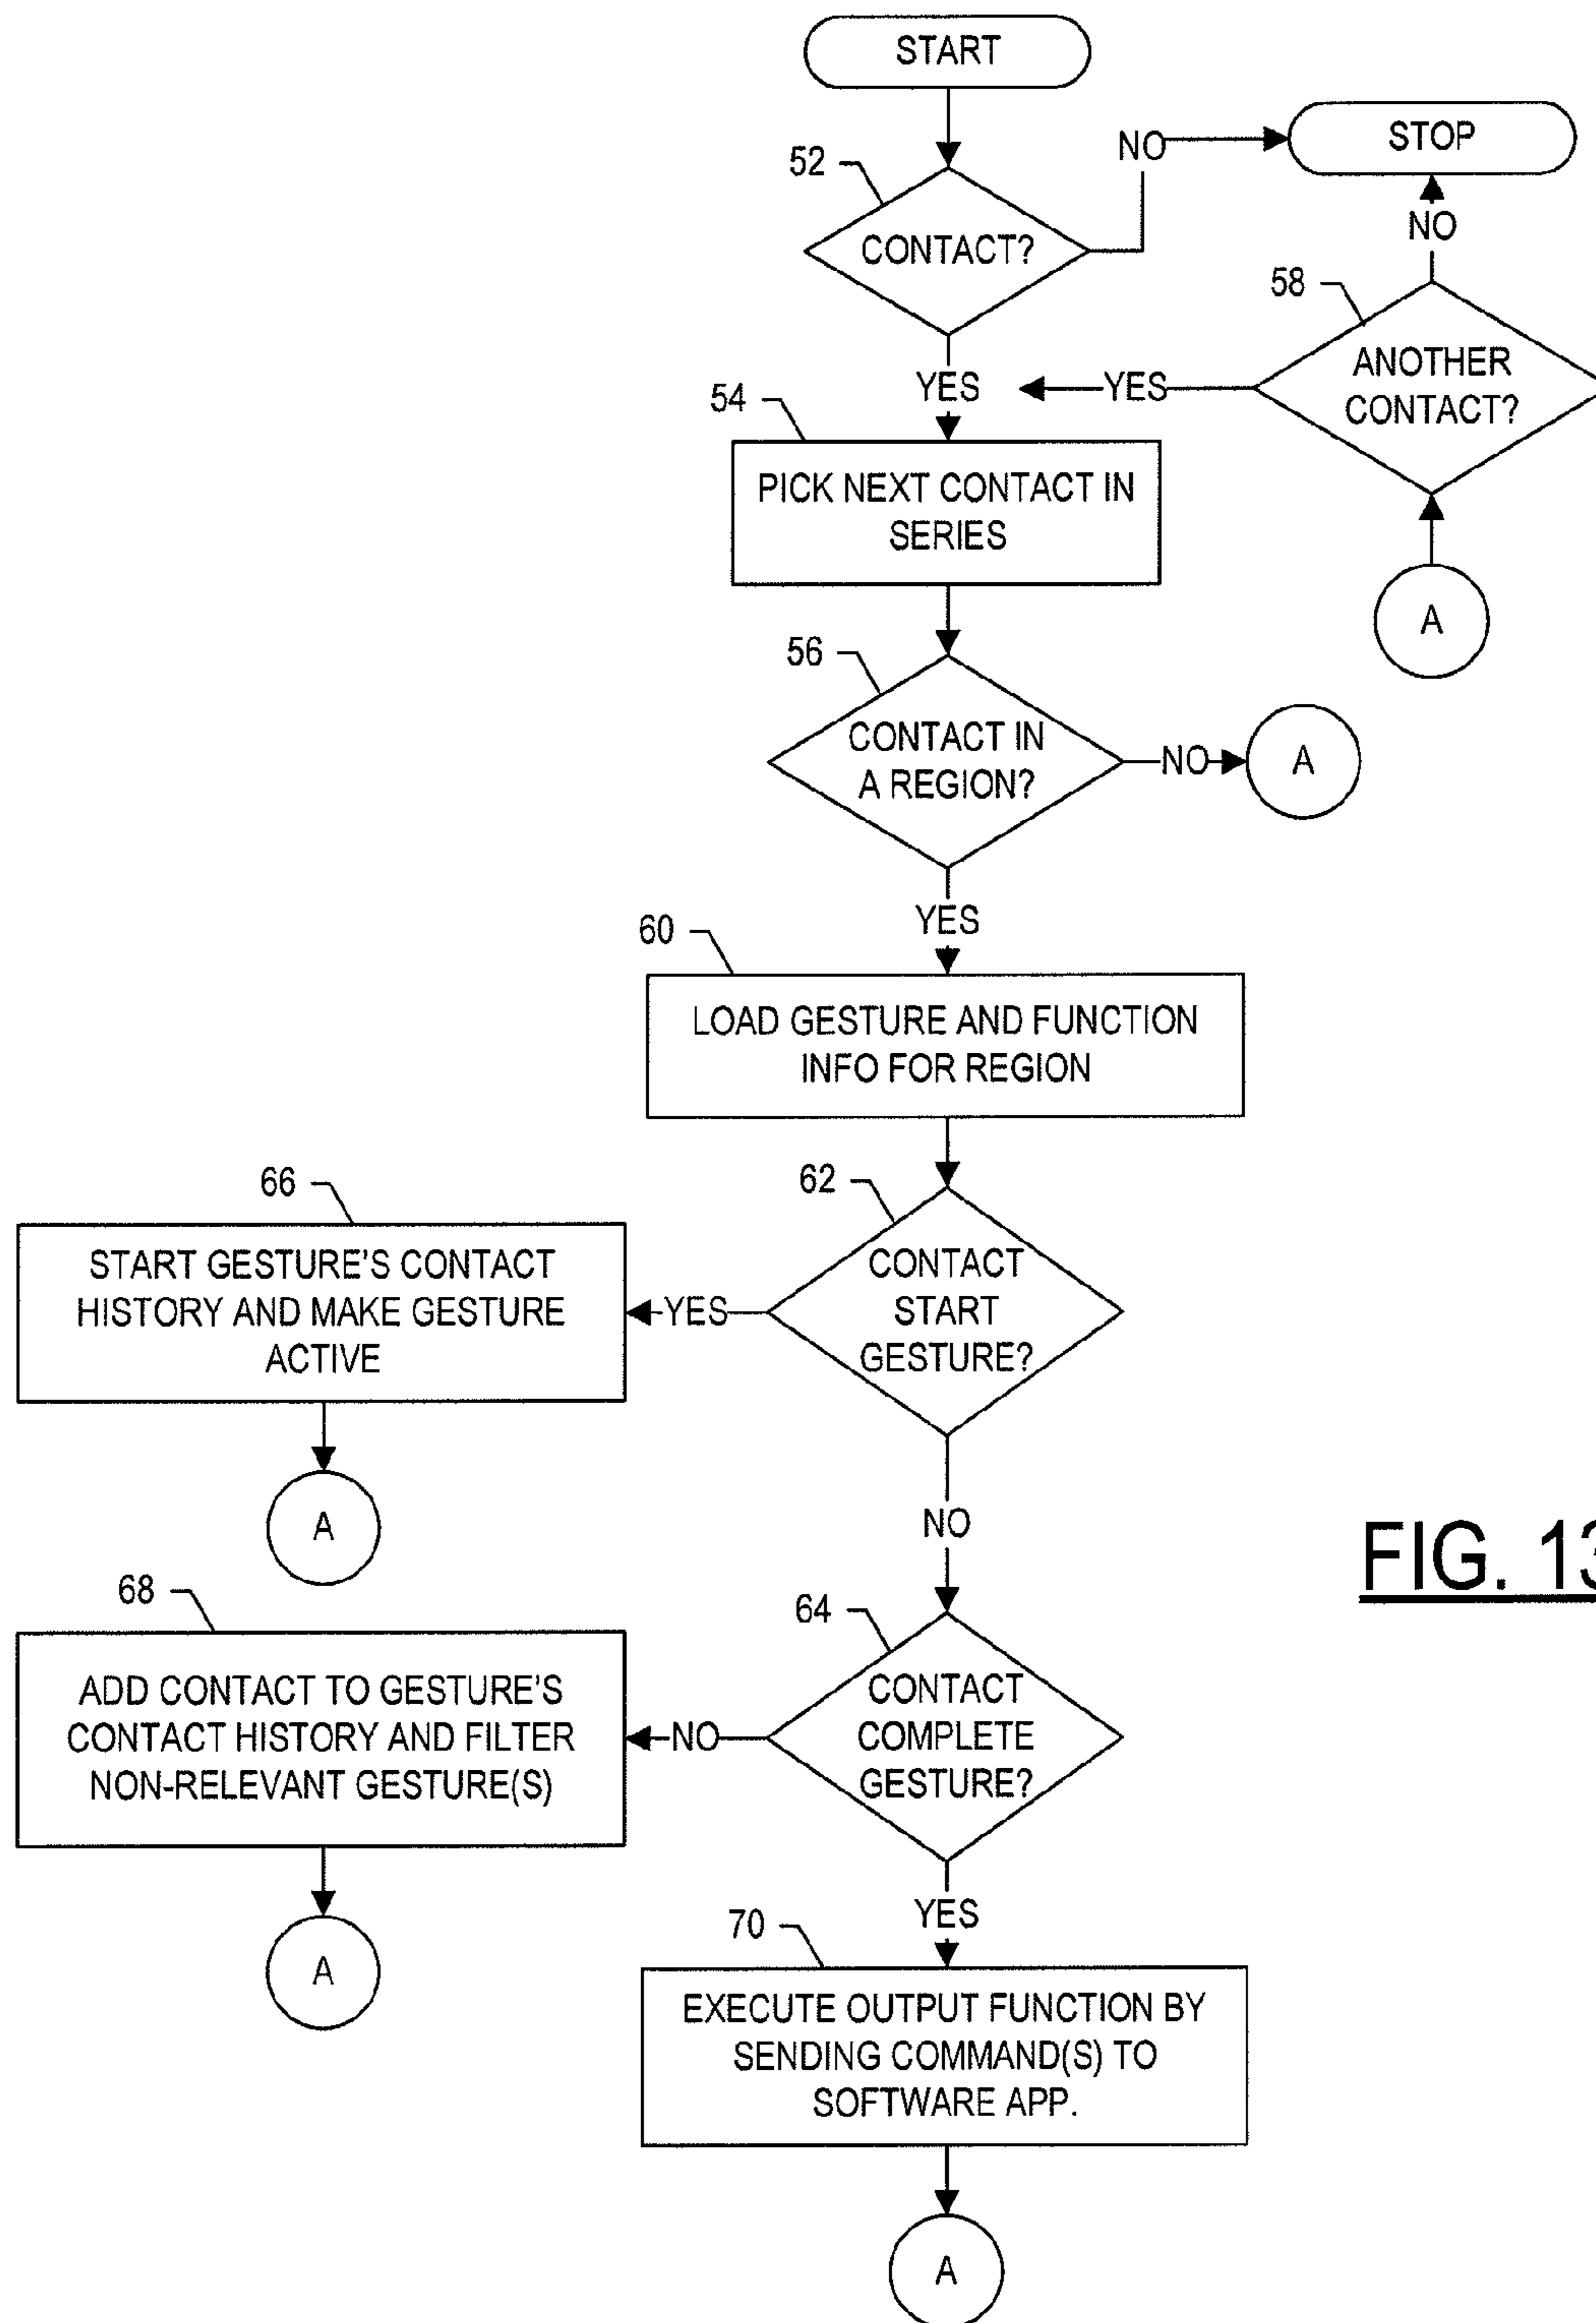 START
STOP
NO
52
CONTACT?
NO
58
YES
YES
ANOTHER
CONTACT?
54
PICK NEXT CONTACT IN
SERIES
A
56
CONTACT IN
A REGION?
NO
A
YES
60
LOAD GESTURE AND FUNCTION
INFO FOR REGION
66
62
START GESTURE'S CONTACT
HISTORY AND MAKE GESTURE
ACTIVE
YES
CONTACT
START
GESTURE?
A
NO
FIG. 13
68
64
ADD CONTACT TO GESTURE'S
CONTACT HISTORY AND FILTER
NON-RELEVANT GESTURE(S)
NO
CONTACT
COMPLETE
GESTURE?
A
YES
70
EXECUTE OUTPUT FUNCTION BY
SENDING COMMAND(S) TO
SOFTWARE APP.
A